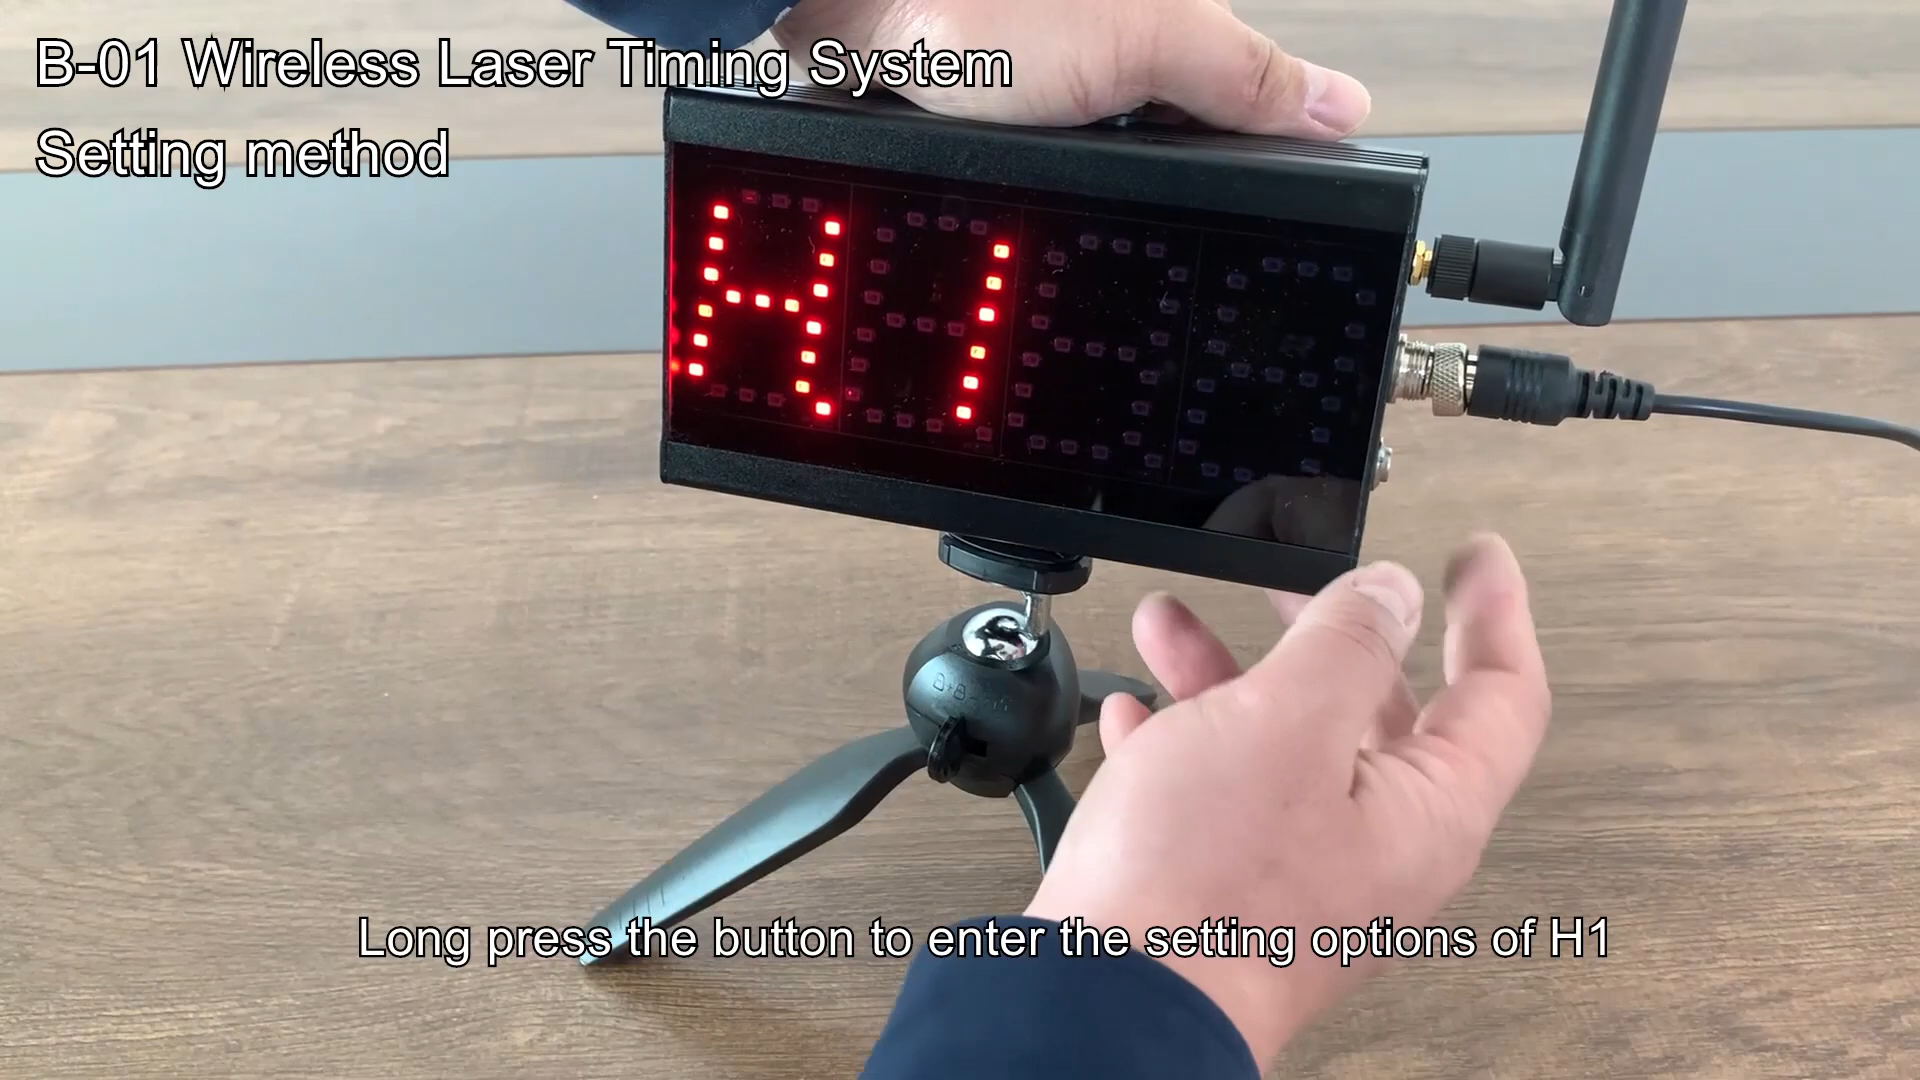 B-01 Wireless Laser Timing System
Setting method
H1
Long press the button to enter the setting options of H1